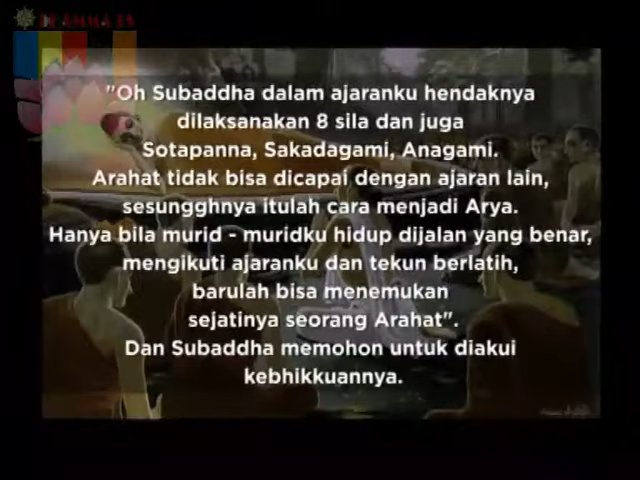 DHAMMA TV
"Oh Subaddha dalam ajaranku hendaknya
dilaksanakan 8 sila dan juga
Sotapanna, Sakadagami, Anagami.
Arahat tidak bisa dicapai dengan ajaran lain,
sesungghnya itulah cara menjadi Arya.
Hanya bila murid - muridku hidup dijalan yang benar,
mengikuti ajaranku dan tekun berlatih,
barulah bisa menemukan
sejatinya seorang Arahat".
Dan Subaddha memohon untuk diakui
kebhikkuannya.